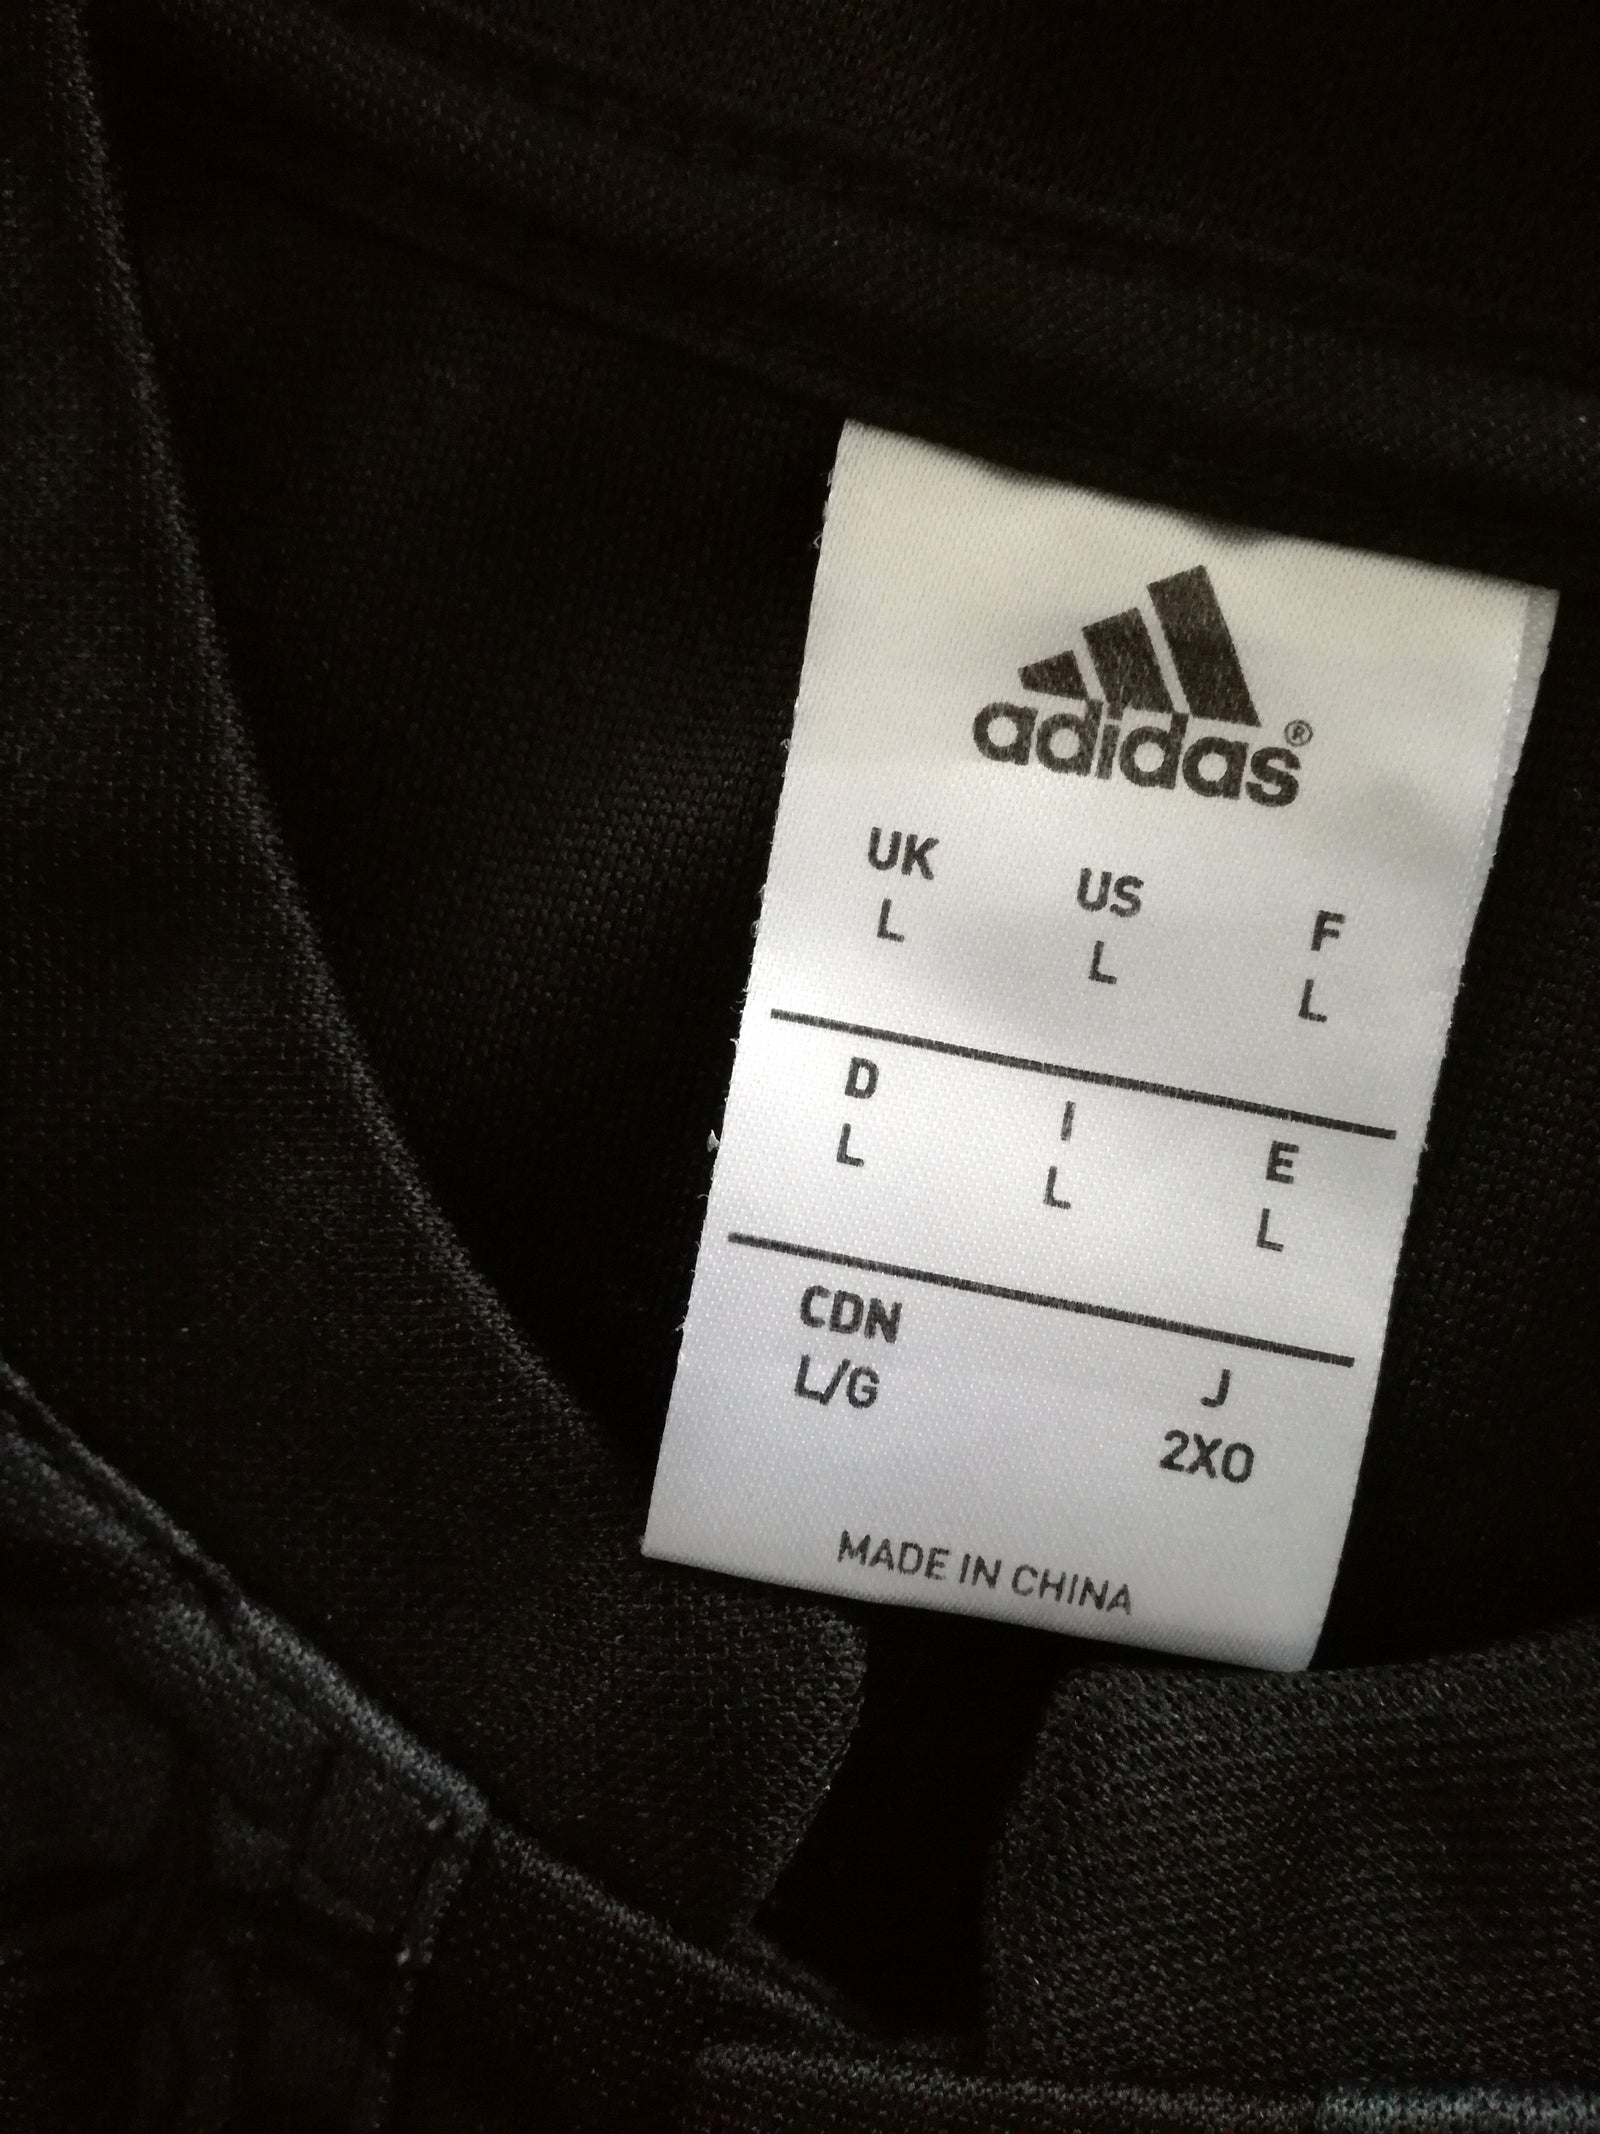 adidas®
UK US F
L L L
D I E
L L L
CDN J
L/G 2XO
MADE IN CHINA